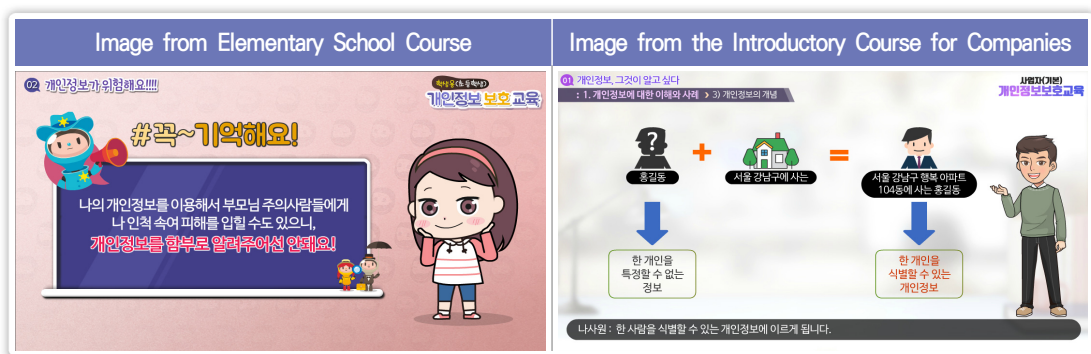 Image from Elementary School Course
Image from the Introductory Course for Companies
02 개인정보가 위험해요!!!!
학생용(초등학생)
개인정보 보호 교육
#꼭~기억해요!
나의 개인정보를 이용해서 부모님 주의사람들에게
나 인척 속여 피해를 입힐 수도 있으니,
개인정보를 함부로 알려주어선 안돼요!
01 개인정보, 그것이 알고 싶다
: 1. 개인정보에 대한 이해와 사례 > 3) 개인정보의 개념
사업자(기본)
개인정보보호교육
?
+
=
홍길동
서울 강남구에 사는
서울 강남구 행복 아파트
104동에 사는 홍길동
한 개인을
특정할 수 없는
정보
한 개인을
식별할 수 있는
개인정보
나사원 : 한 사람을 식별할 수 있는 개인정보에 이르게 됩니다.